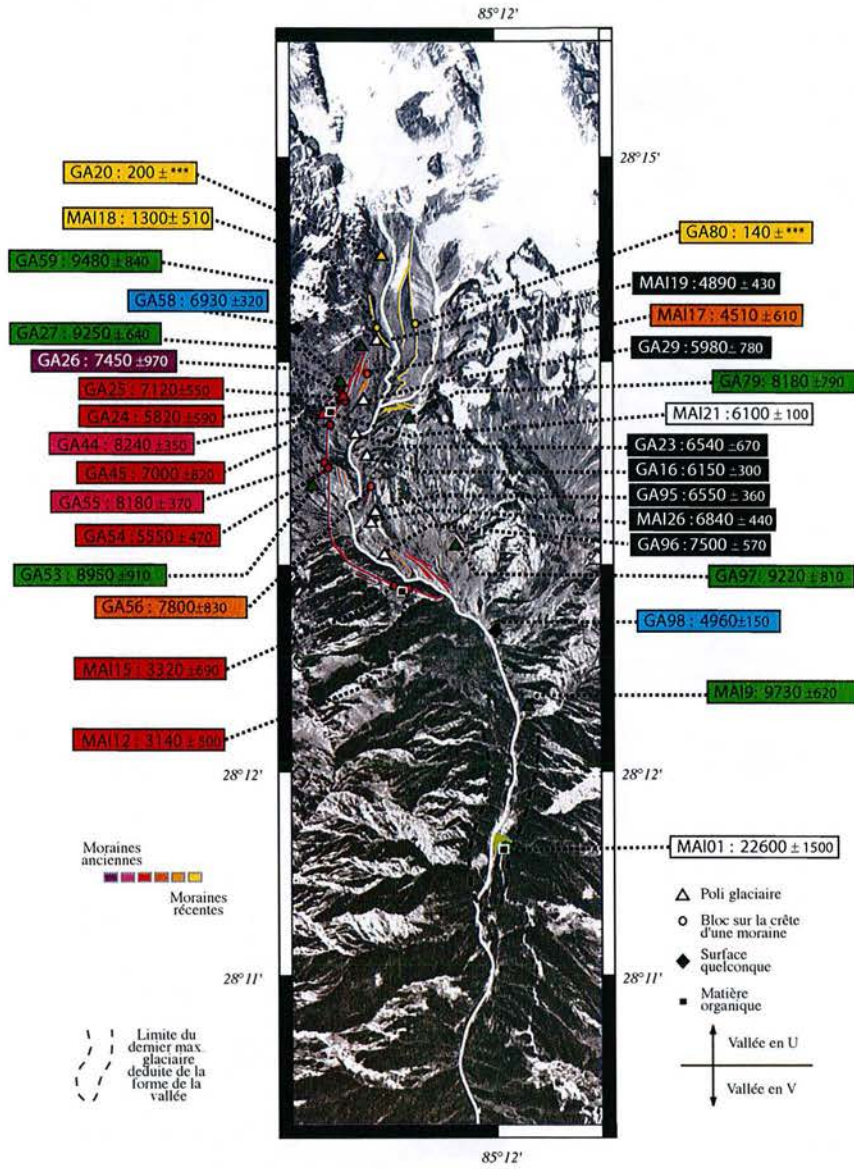 85°12'
28°15'
GA20 : 200 ± ***
MAI18 : 1300± 510
GA59 : 9480 ± 840
GA58 : 6930 ±320
GA27 : 9250 ± 640
GA26 : 7450 ±970
GA25 : 7120±550
GA24 : 5820±590
GA44 : 8240 ±350
GA45 : 7000 ±820
GA55 : 8180 ± 370
GA54 : 5550 ± 470
GA53 : 8950 ±910
GA56 : 7800±830
MAI15 : 3320 ±690
MAI12 : 3140 ± 500
GA80 : 140 ± ***
MAI19 : 4890 ± 430
MAI17 : 4510 ± 610
GA29 : 5980 ± 780
GA79 : 8180 ± 790
MAI21 : 6100 ± 100
GA23 : 6540 ± 670
GA16 : 6150 ± 300
GA95 : 6550 ± 360
MAI26 : 6840 ± 440
GA96 : 7500 ± 570
GA97 : 9220 ± 810
GA98 : 4960±150
MAI9 : 9730 ±620
28°12'
28°12'
MAI01 : 22600 ± 1500
Moraines
anciennes
Moraines
récentes
Poli glaciaire
Bloc sur la crête
d'une moraine
Surface
quelconque
Matière
organique
28°11'
28°11'
Limite du
dernier max.
glaciaire
deduite de la
forme de la
vallée
Vallée en U
Vallée en V
85°12'